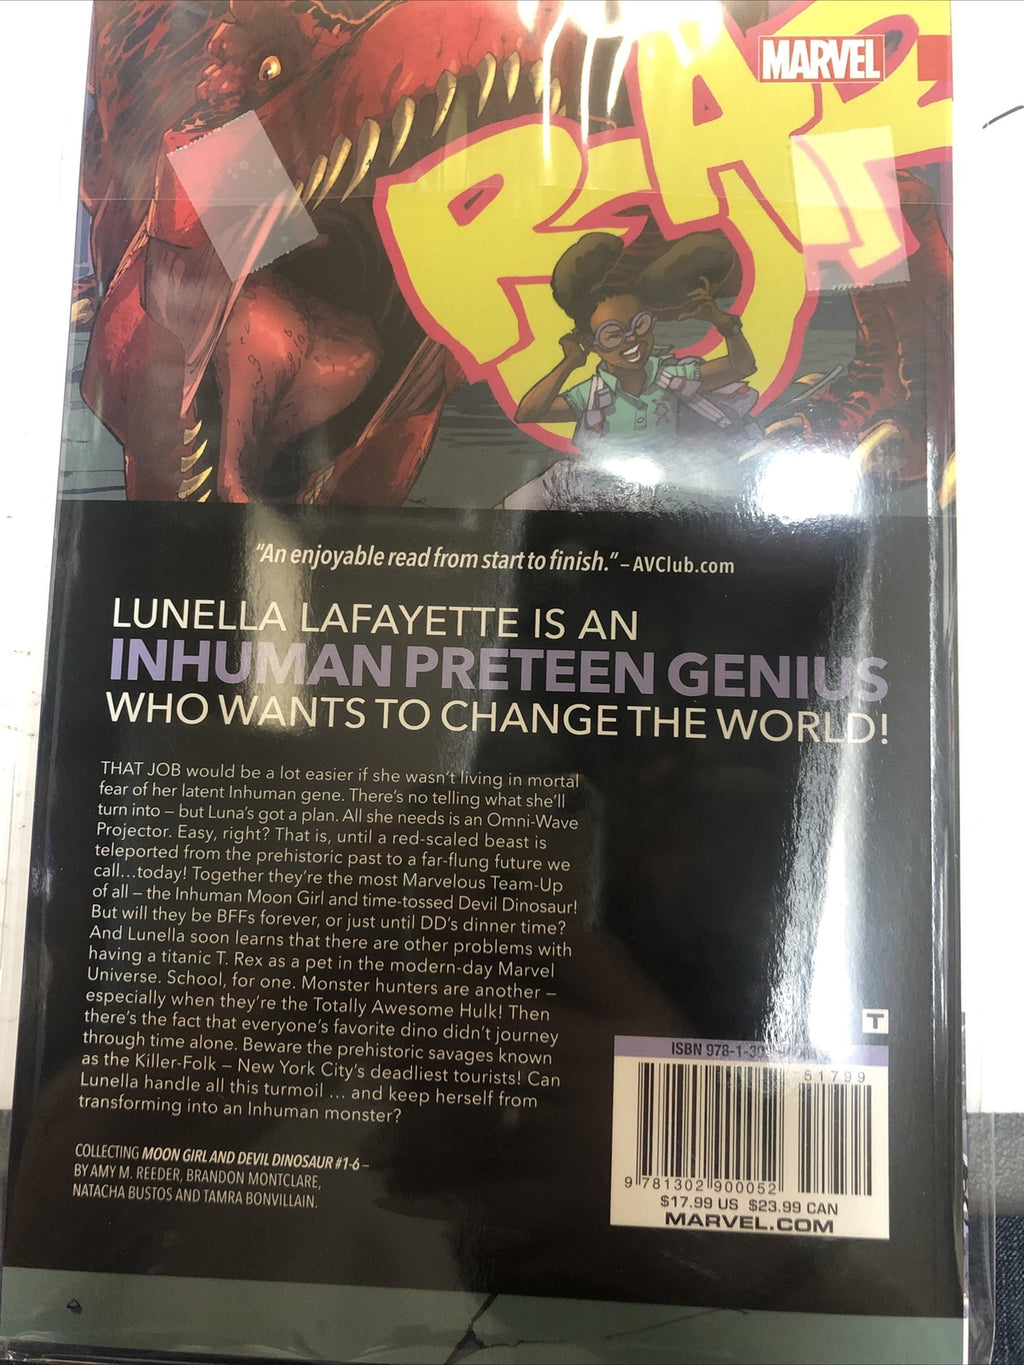 MARVEL
RAR
"An enjoyable read from start to finish." – AVClub.com
LUNELLA LAFAYETTE IS AN
INHUMAN PRETEEN GENIUS
WHO WANTS TO CHANGE THE WORLD!
THAT JOB would be a lot easier if she wasn't living in mortal
fear of her latent Inhuman gene. There's no telling what she'll
turn into – but Luna's got a plan. All she needs is an Omni-Wave
Projector. Easy, right? That is, until a red-scaled beast is
teleported from the prehistoric past to a far-flung future we
call...today! Together they're the most Marvelous Team-Up
of all – the Inhuman Moon Girl and time-tossed Devil Dinosaur!
But will they be BFFs forever, or just until DD's dinner time?
And Lunella soon learns that there are other problems with
having a titanic T. Rex as a pet in the modern-day Marvel
Universe. School, for one. Monster hunters are another –
especially when they're the Totally Awesome Hulk! Then
there's the fact that everyone's favorite dino didn't journey
through time alone. Beware the prehistoric savages known
as the Killer-Folk – New York City's deadliest tourists! Can
Lunella handle all this turmoil ... and keep herself from
transforming into an Inhuman monster?
COLLECTING MOON GIRL AND DEVIL DINOSAUR #1-6 –
BY AMY M. REEDER, BRANDON MONTCLARE,
NATACHA BUSTOS AND TAMRA BONVILLAIN.
T
ISBN 978-1-30
51799
9 781302 900052
$17.99 US $23.99 CAN
MARVEL.COM